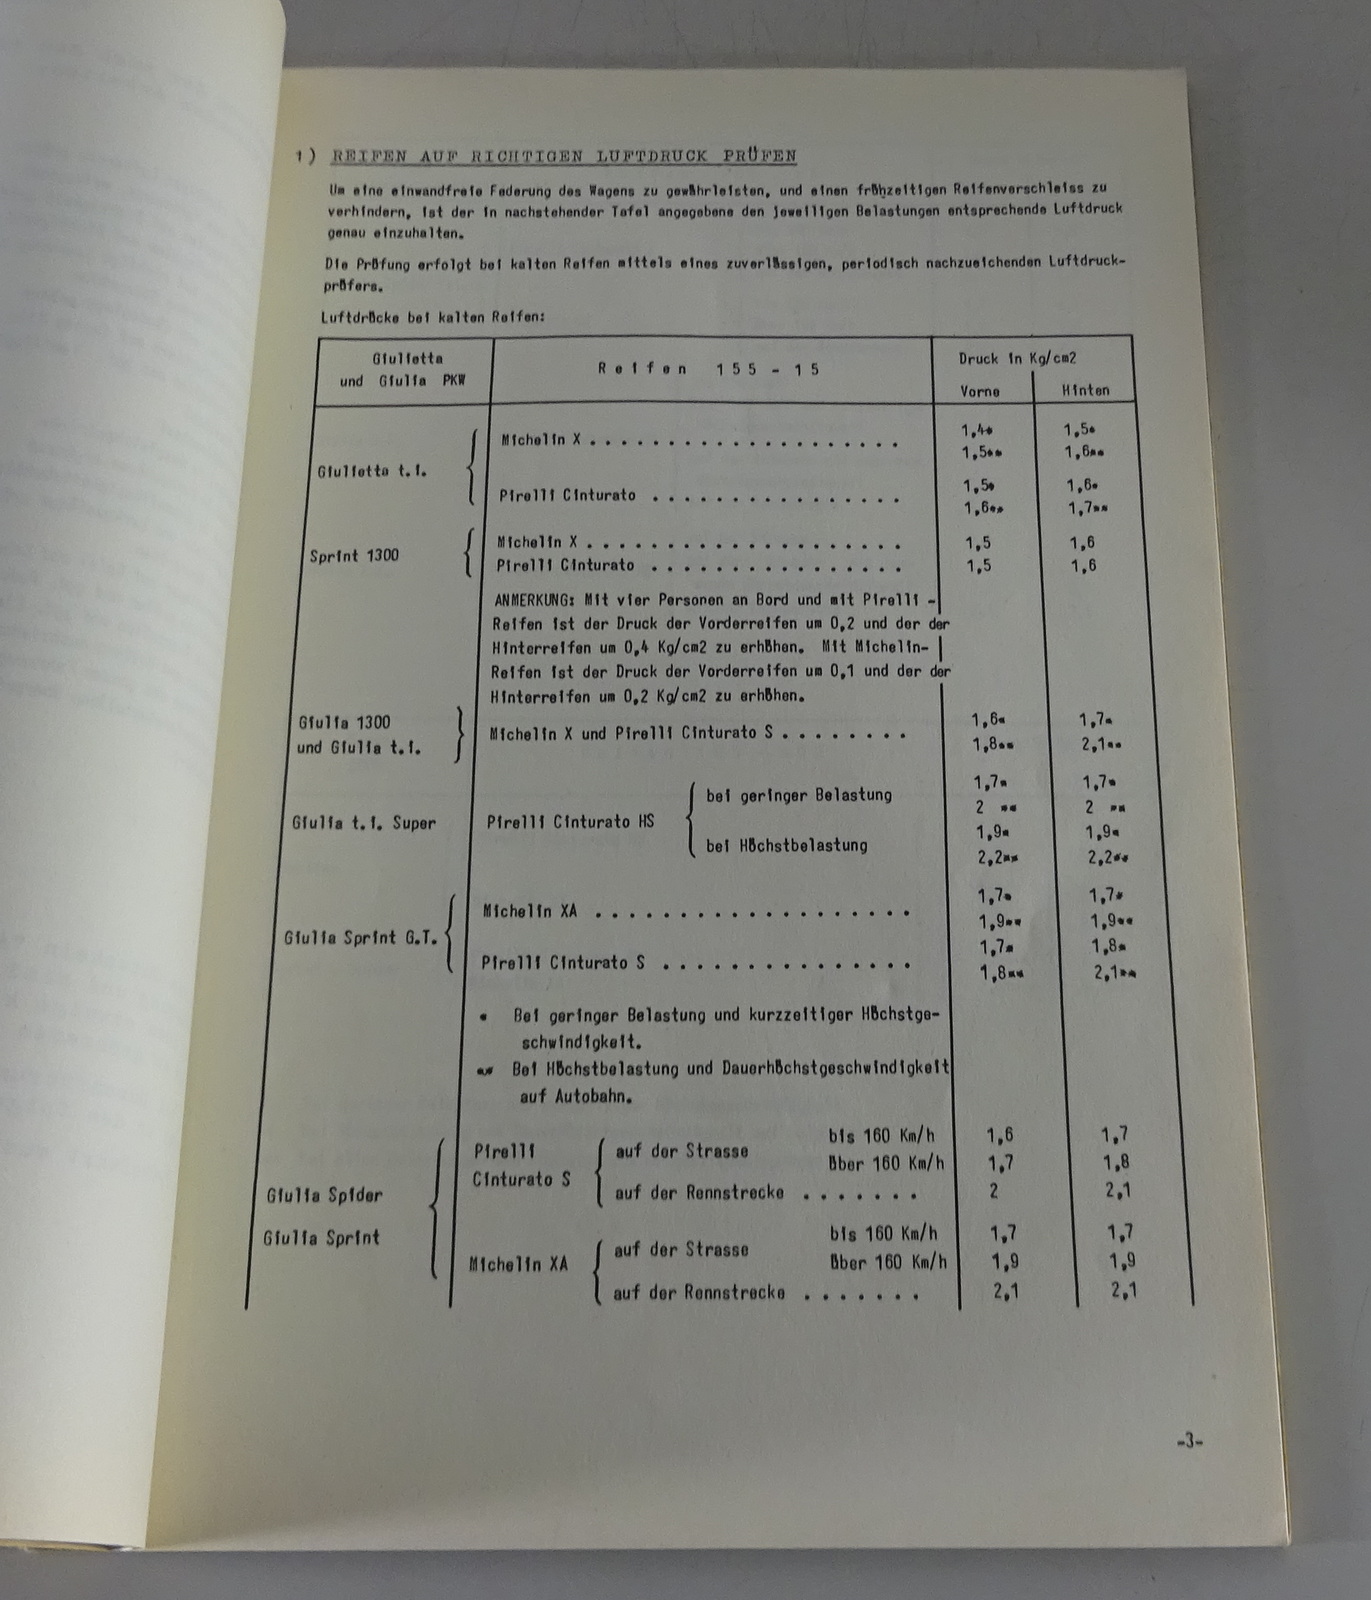 1) REIFEN AUF RICHTIGEN LUFTDRUCK PRÜFEN
Um eine einwandfreie Federung des Wagens zu gewährleisten, und einen frühzeitigen Reifenverschleiss zu
verhindern, ist der in nachstehender Tafel angegebene den jeweiligen Belastungen entsprechende Luftdruck
genau einzuhalten.
Die Prüfung erfolgt bei kalten Reifen mittels eines zuverlässigen, periodisch nachzueichenden Luftdruck-
prüfers.
Luftdrücke bei kalten Reifen:
Giulietta
und Giulia PKW
Reifen 155 - 15
Druck in Kg/cm2
Vorne Hinten
Giulietta t.i.
Michelin X . . . . . . . . . . . . . . . . . . . 1,4* 1,5*
1,5** 1,6**
Pirelli Cinturato . . . . . . . . . . . . . . . 1,5* 1,6*
1,6** 1,7**
Sprint 1300
Michelin X . . . . . . . . . . . . . . . . . . . 1,5 1,6
Pirelli Cinturato . . . . . . . . . . . . . . . 1,5 1,6
ANMERKUNG: Mit vier Personen an Bord und mit Pirelli -
Reifen ist der Druck der Vorderreifen um 0,2 und der der
Hinterreifen um 0,4 Kg/cm2 zu erhöhen. Mit Michelin-
Reifen ist der Druck der Vorderreifen um 0,1 und der der
Hinterreifen um 0,2 Kg/cm2 zu erhöhen.
Giulia 1300
und Giulia t.i.
Michelin X und Pirelli Cinturato S . . . . . . . . 1,6* 1,7*
1,8** 2,1**
Giulia t.i. Super
Pirelli Cinturato HS
bei geringer Belastung 1,7* 1,7*
2 ** 2 **
bei Höchstbelastung 1,9* 1,9*
2,2** 2,2**
Giulia Sprint G.T.
Michelin XA . . . . . . . . . . . . . . . . . . . 1,7* 1,7*
1,9** 1,9**
Pirelli Cinturato S . . . . . . . . . . . . . . . 1,7* 1,8*
1,8** 2,1**
* Bei geringer Belastung und kurzzeitiger Höchstge-
schwindigkeit.
** Bei Höchstbelastung und Dauerhöchstgeschwindigkeit
auf Autobahn.
Giulia Spider
Giulia Sprint
Pirelli
Cinturato S
auf der Strasse bis 160 Km/h 1,6 1,7
über 160 Km/h 1,7 1,8
auf der Rennstrecke . . . . . . . 2 2,1
Michelin XA
auf der Strasse bis 160 Km/h 1,7 1,7
über 160 Km/h 1,9 1,9
auf der Rennstrecke . . . . . . . 2,1 2,1
-3-